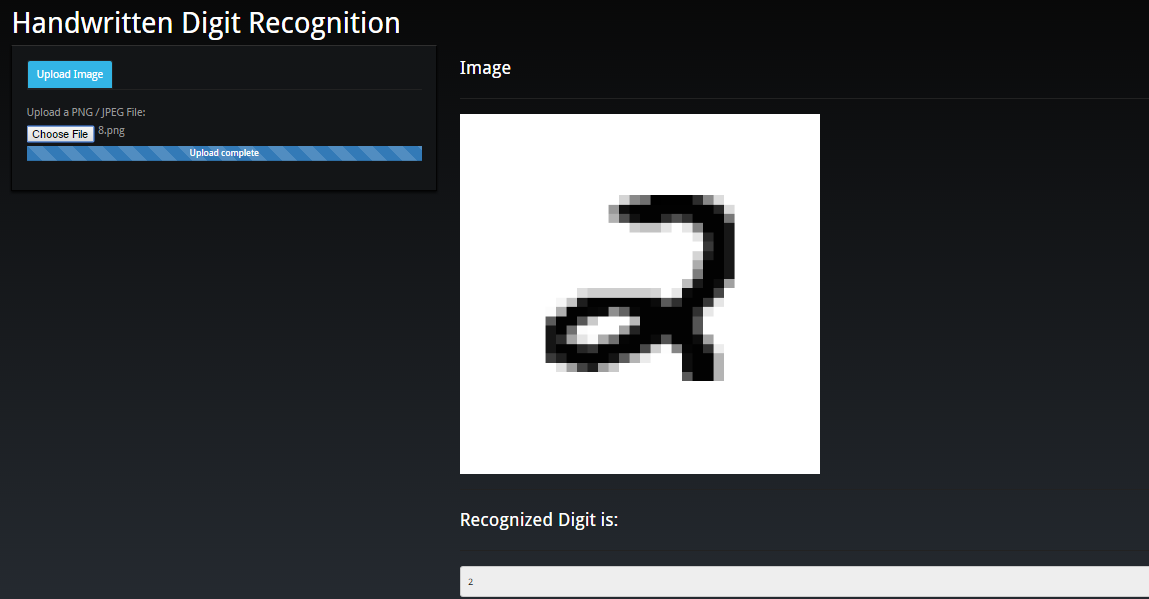 Handwritten Digit Recognition
Upload Image
Upload a PNG / JPEG File:
Choose File 8.png
Upload complete
Image
2
Recognized Digit is:
2